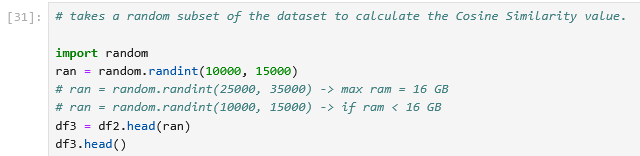 [31]: # takes a random subset of the dataset to calculate the Cosine Similarity value.
import random
ran = random.randint(10000, 15000)
# ran = random.randint(25000, 35000) -> max ram = 16 GB
# ran = random.randint(10000, 15000) -> if ram < 16 GB
df3 = df2.head(ran)
df3.head()